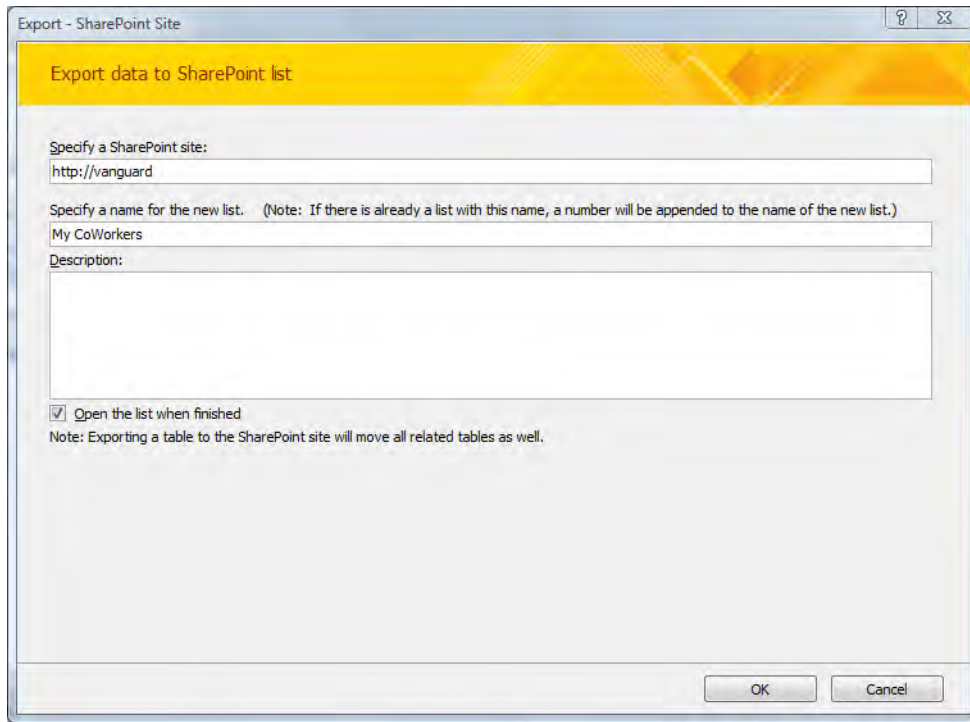 Export - SharePoint Site
Export data to SharePoint list
Specify a SharePoint site:
http://vanguard
Specify a name for the new list. (Note: If there is already a list with this name, a number will be appended to the name of the new list.)
My CoWorkers
Description:
Open the list when finished
Note: Exporting a table to the SharePoint site will move all related tables as well.
OK Cancel